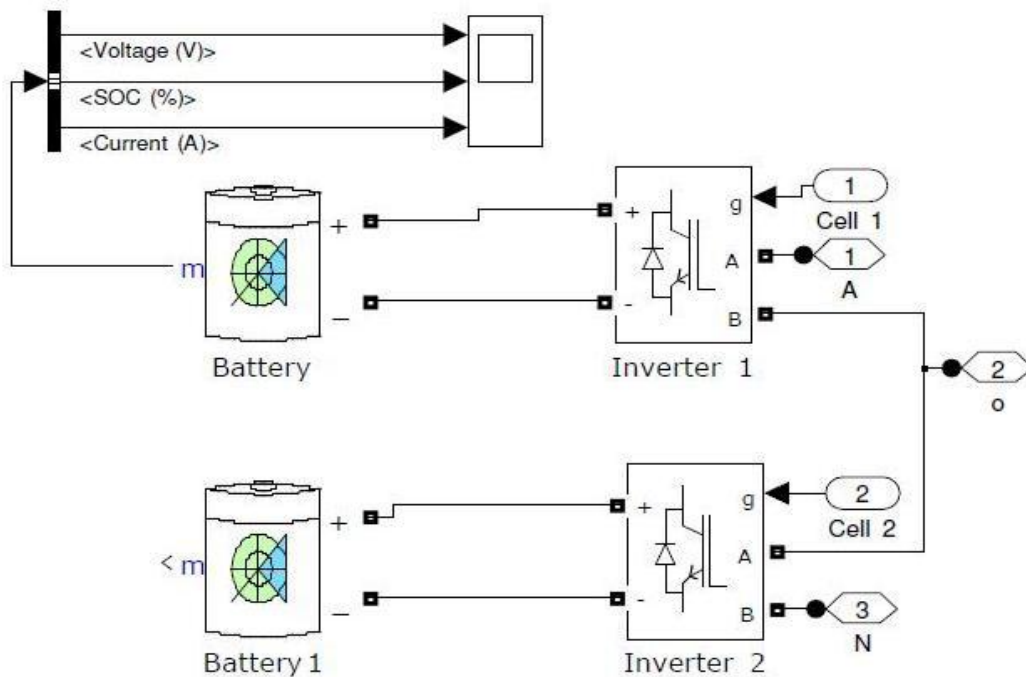 <Voltage (V)>
<SOC (%)>
<Current (A)>
m
+
−
Battery
+
-
g
A
B
Inverter 1
1
Cell 1
1
A
2
o
< m
+
−
Battery 1
+
-
g
A
B
Inverter 2
2
Cell 2
3
N